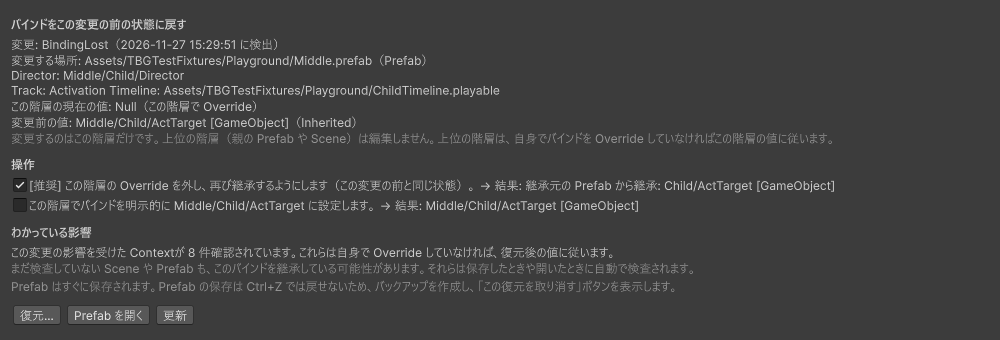 バインドをこの変更の前の状態に戻す
変更: BindingLost（2026-11-27 15:29:51 に検出）
変更する場所: Assets/TBGTestFixtures/Playground/Middle.prefab（Prefab）
Director: Middle/Child/Director
Track: Activation Timeline: Assets/TBGTestFixtures/Playground/ChildTimeline.playable
この階層の現在の値: Null（この階層で Override）
変更前の値: Middle/Child/ActTarget [GameObject]（Inherited）
変更するのはこの階層だけです。上位の階層（親の Prefab や Scene）は編集しません。上位の階層は、自身でバインドを Override していなければこの階層の値に従います。
操作
[推奨] この階層の Override を外し、再び継承するようにします（この変更の前と同じ状態）。 → 結果: 継承元の Prefab から継承: Child/ActTarget [GameObject]
この階層でバインドを明示的に Middle/Child/ActTarget に設定します。 → 結果: Middle/Child/ActTarget [GameObject]
わかっている影響
この変更の影響を受けた Contextが 8 件確認されています。これらは自身で Override していなければ、復元後の値に従います。
まだ検査していない Scene や Prefab も、このバインドを継承している可能性があります。それらは保存したときや開いたときに自動で検査されます。
Prefab はすぐに保存されます。Prefab の保存は Ctrl+Z では戻せないため、バックアップを作成し、「この復元を取り消す」ボタンを表示します。
復元... Prefab を開く 更新